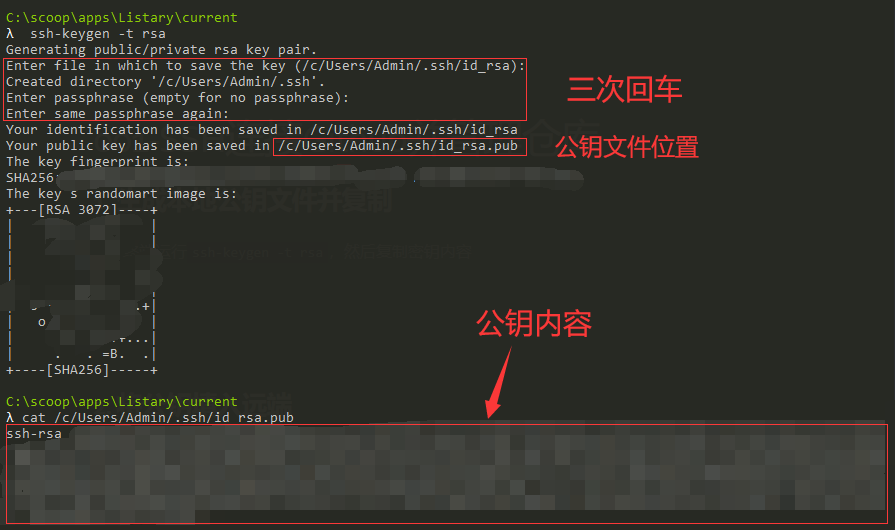 C:\scoop\apps\Listary\current
λ  ssh-keygen -t rsa
Generating public/private rsa key pair.
Enter file in which to save the key (/c/Users/Admin/.ssh/id_rsa):
Created directory '/c/Users/Admin/.ssh'.
三次回车
Enter passphrase (empty for no passphrase):
Enter same passphrase again:
Your identification has been saved in /c/Users/Admin/.ssh/id_rsa
Your public key has been saved in /c/Users/Admin/.ssh/id_rsa.pub
公钥文件位置
The key fingerprint is:
SHA256:
The key s randomart image is:
+---[RSA 3072]----+
|                 |
|                 |
|                 |
|                 |
.+|
|   o             |
+...|
|     .   . =B.  .|
+----[SHA256]-----+
公钥内容
C:\scoop\apps\Listary\current
λ cat /c/Users/Admin/.ssh/id_rsa.pub
ssh-rsa